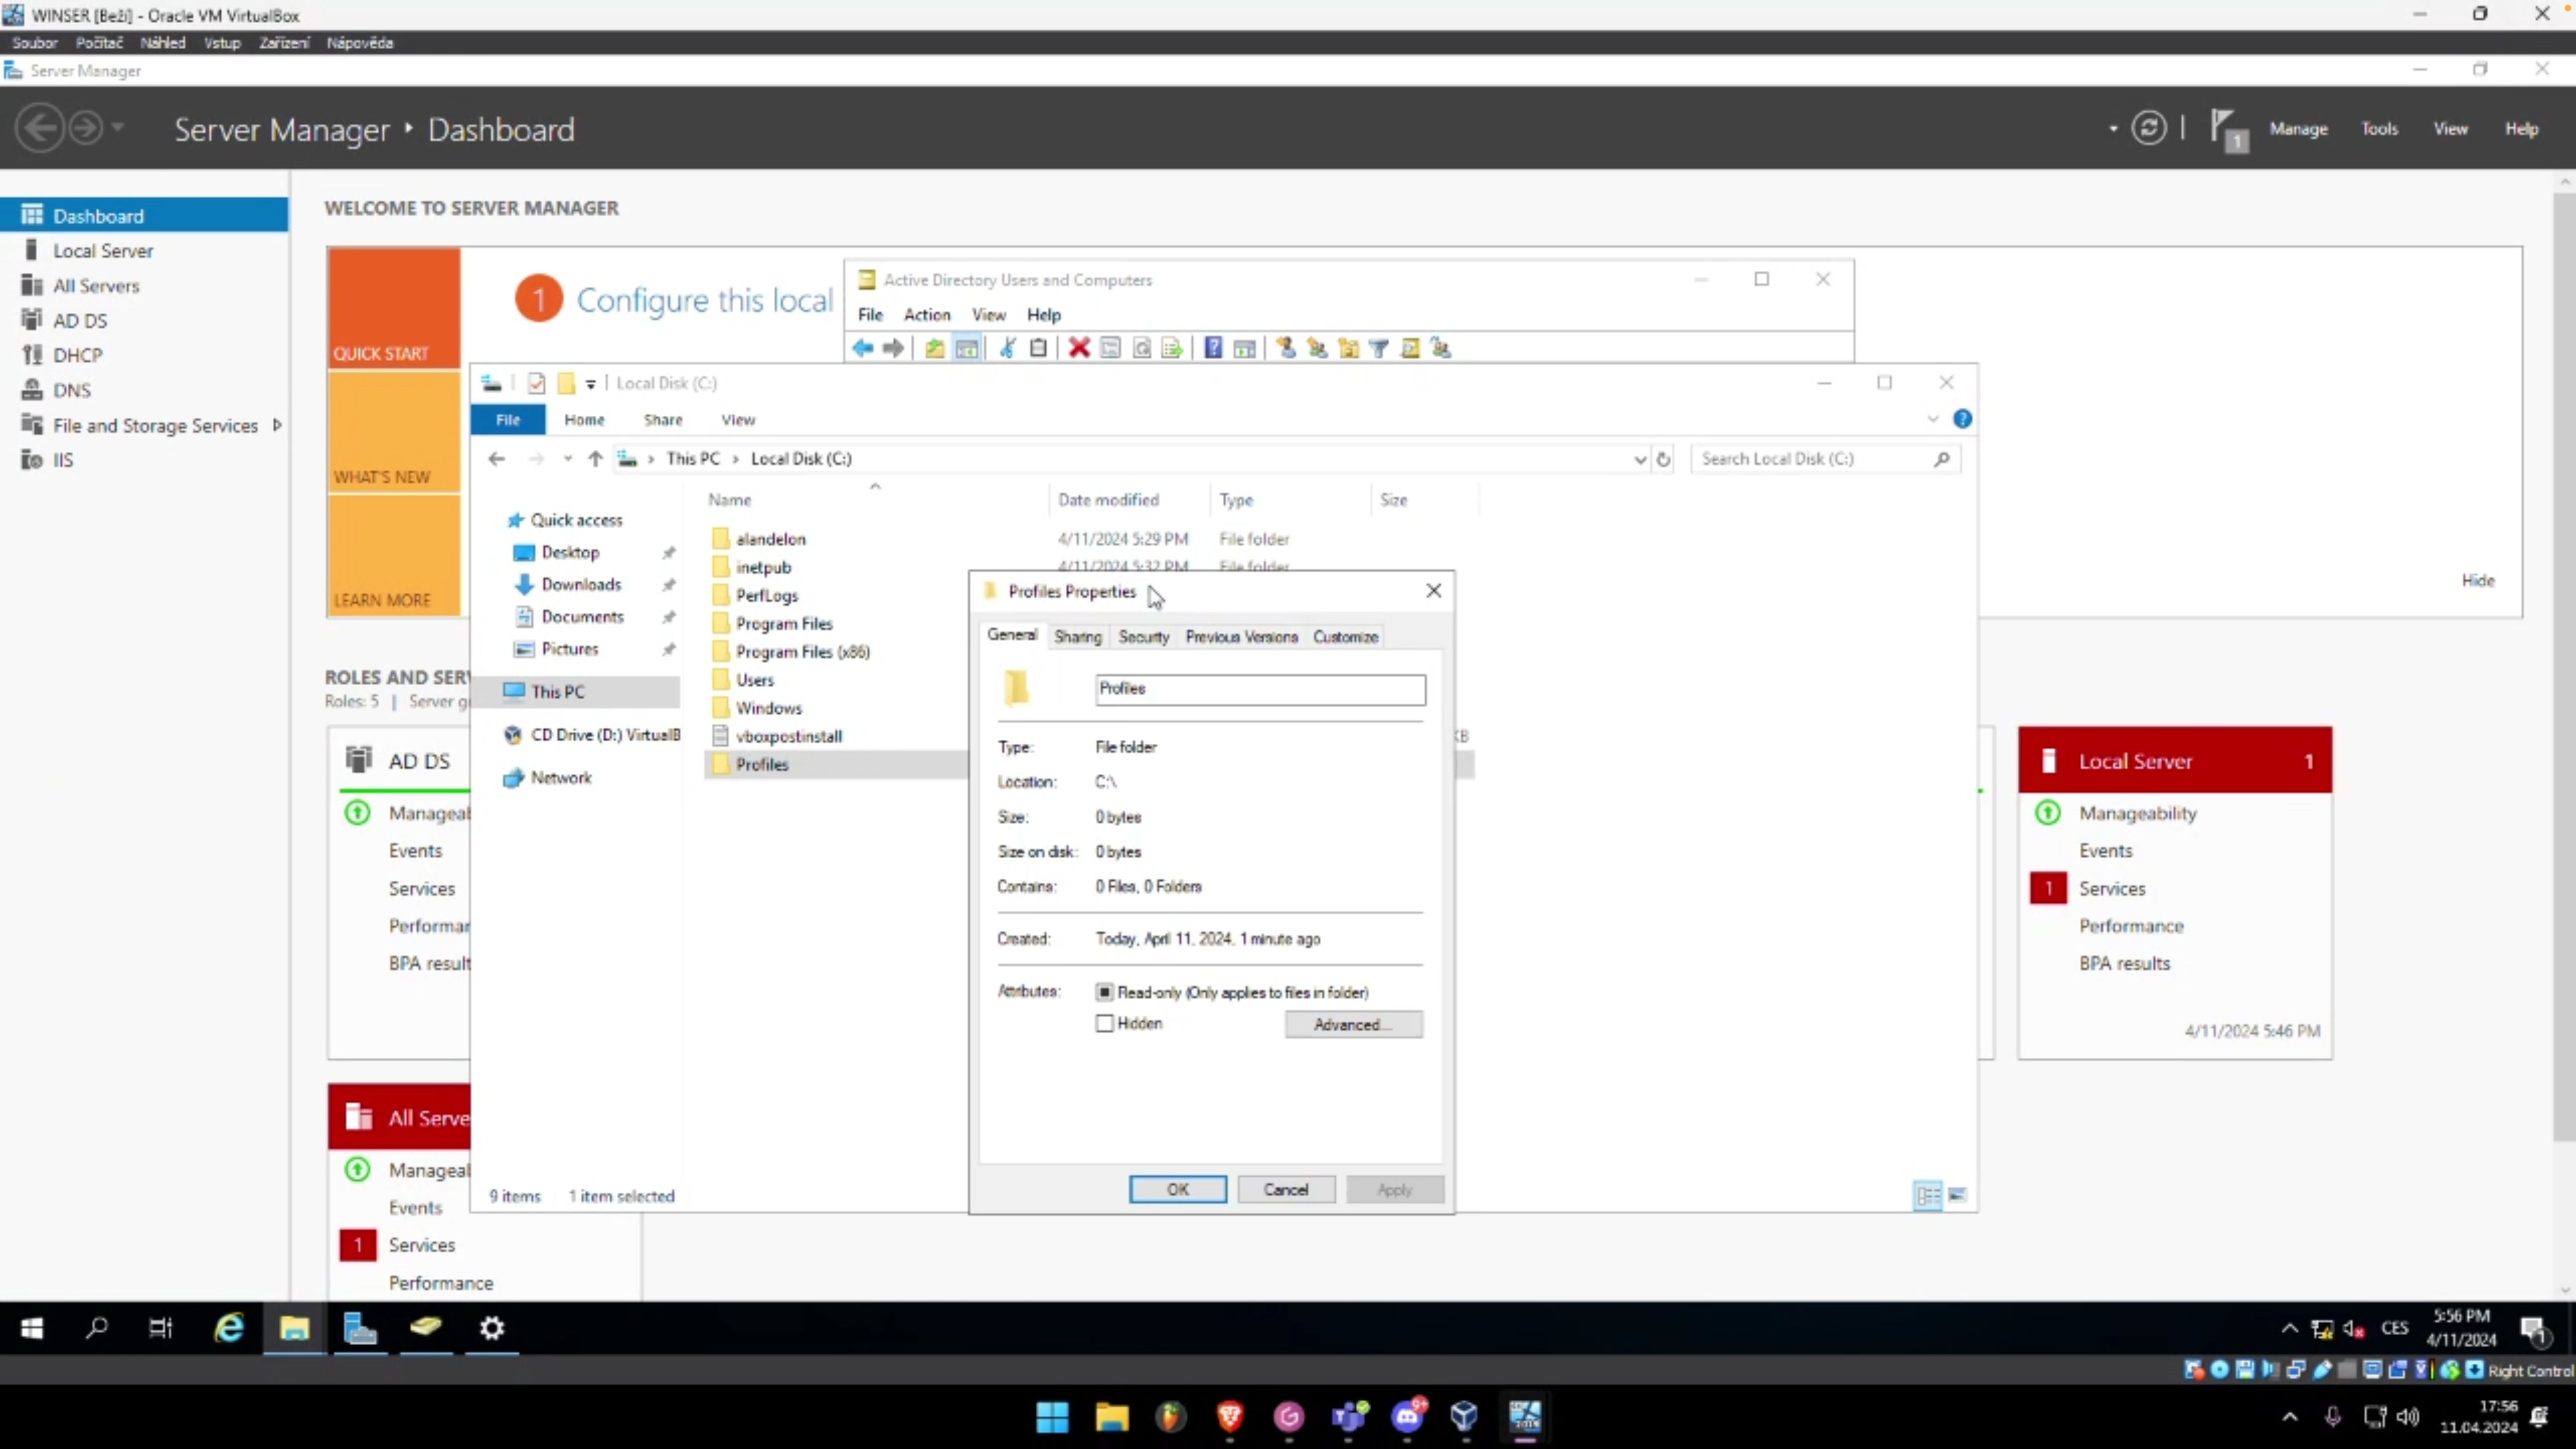 WINSER [Beží] - Oracle VM VirtualBox
Soubor Počítač Náhled Vstup Zařízení Nápověda
Server Manager
Server Manager ‣ Dashboard
1
Manage Tools View Help
Dashboard
Local Server
All Servers
AD DS
DHCP
DNS
File and Storage Services
IIS
WELCOME TO SERVER MANAGER
QUICK START
WHAT'S NEW
LEARN MORE
1 Configure this local
Hide
Active Directory Users and Computers
File Action View Help
Local Disk (C:)
File Home Share View
This PC › Local Disk (C:)
Search Local Disk (C:)
Name Date modified Type Size
Quick access
Desktop
Downloads
Documents
Pictures
This PC
CD Drive (D:) VirtualB
Network
alandelon 4/11/2024 5:29 PM File folder
inetpub 4/11/2024 5:32 PM File folder
PerfLogs
Program Files
Program Files (x86)
Users
Windows
vboxpostinstall KB
Profiles
9 items 1 item selected
Profiles Properties
General Sharing Security Previous Versions Customize
Profiles
Type: File folder
Location: C:\
Size: 0 bytes
Size on disk: 0 bytes
Contains: 0 Files, 0 Folders
Created: Today, April 11, 2024, 1 minute ago
Attributes: Read-only (Only applies to files in folder)
Hidden
Advanced...
OK Cancel Apply
ROLES AND SERV
Roles: 5 | Server g
AD DS
Manageab
Events
Services
Performan
BPA result
Local Server 1
Manageability
Events
1 Services
Performance
BPA results
4/11/2024 5:46 PM
All Serve
Manageab
Events
1 Services
Performance
CES
5:56 PM
4/11/2024
1
Right Control
9+
2019
17:56
11.04.2024